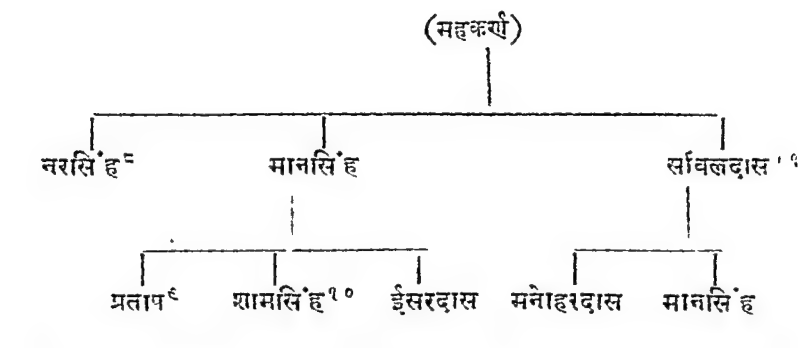 (महकर्ण)
नरसिंह⁸ मानसिंह सांवलदास¹¹
प्रताप⁹ शामसिंह¹⁰ ईसरदास मनोहरदास मानसिंह